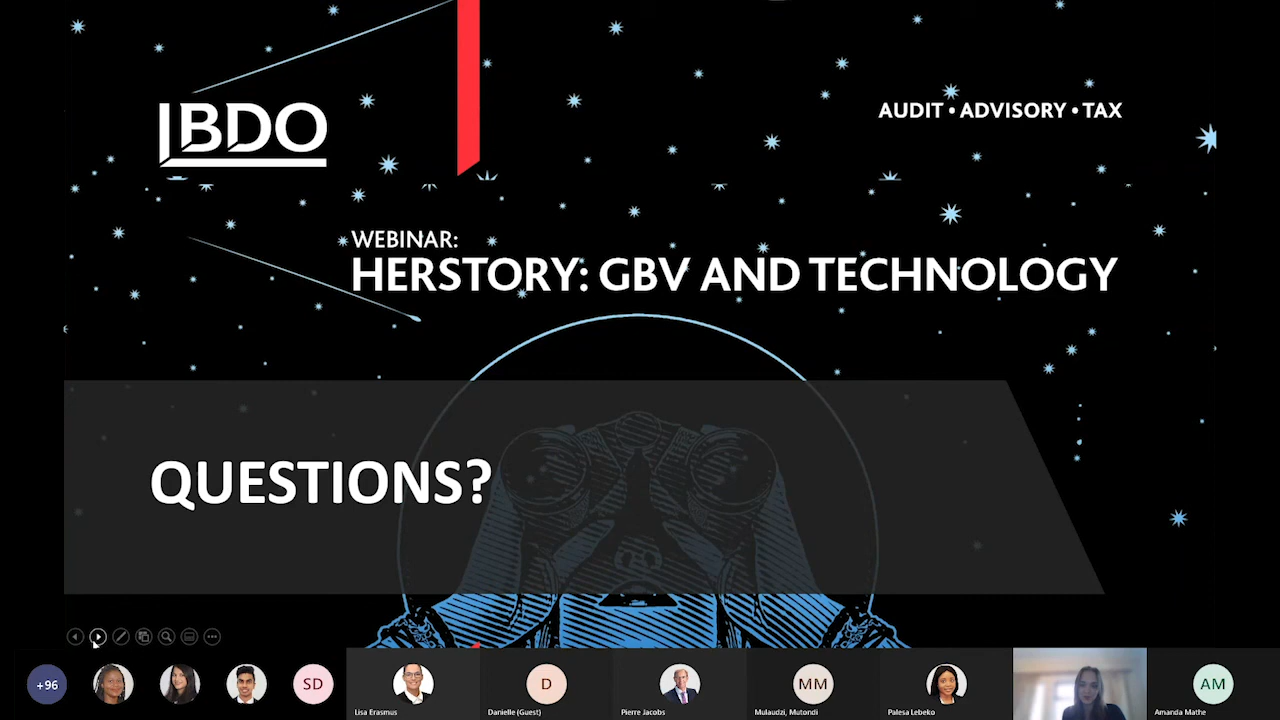 BDO
AUDIT • ADVISORY • TAX
WEBINAR:
HERSTORY: GBV AND TECHNOLOGY
QUESTIONS?
+96
SD
D
MM
AM
Lisa Erasmus
Danielle (Guest)
Pierre Jacobs
Mulaudzi, Mutondi
Palesa Lebeko
Amanda Mathe